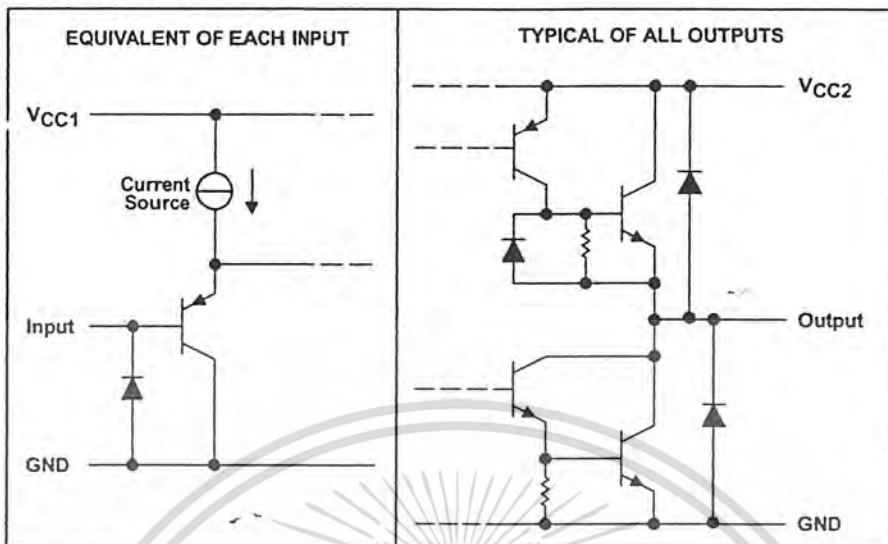 EQUIVALENT OF EACH INPUT
VCC1
Current
Source
Input
GND
TYPICAL OF ALL OUTPUTS
VCC2
Output
GND